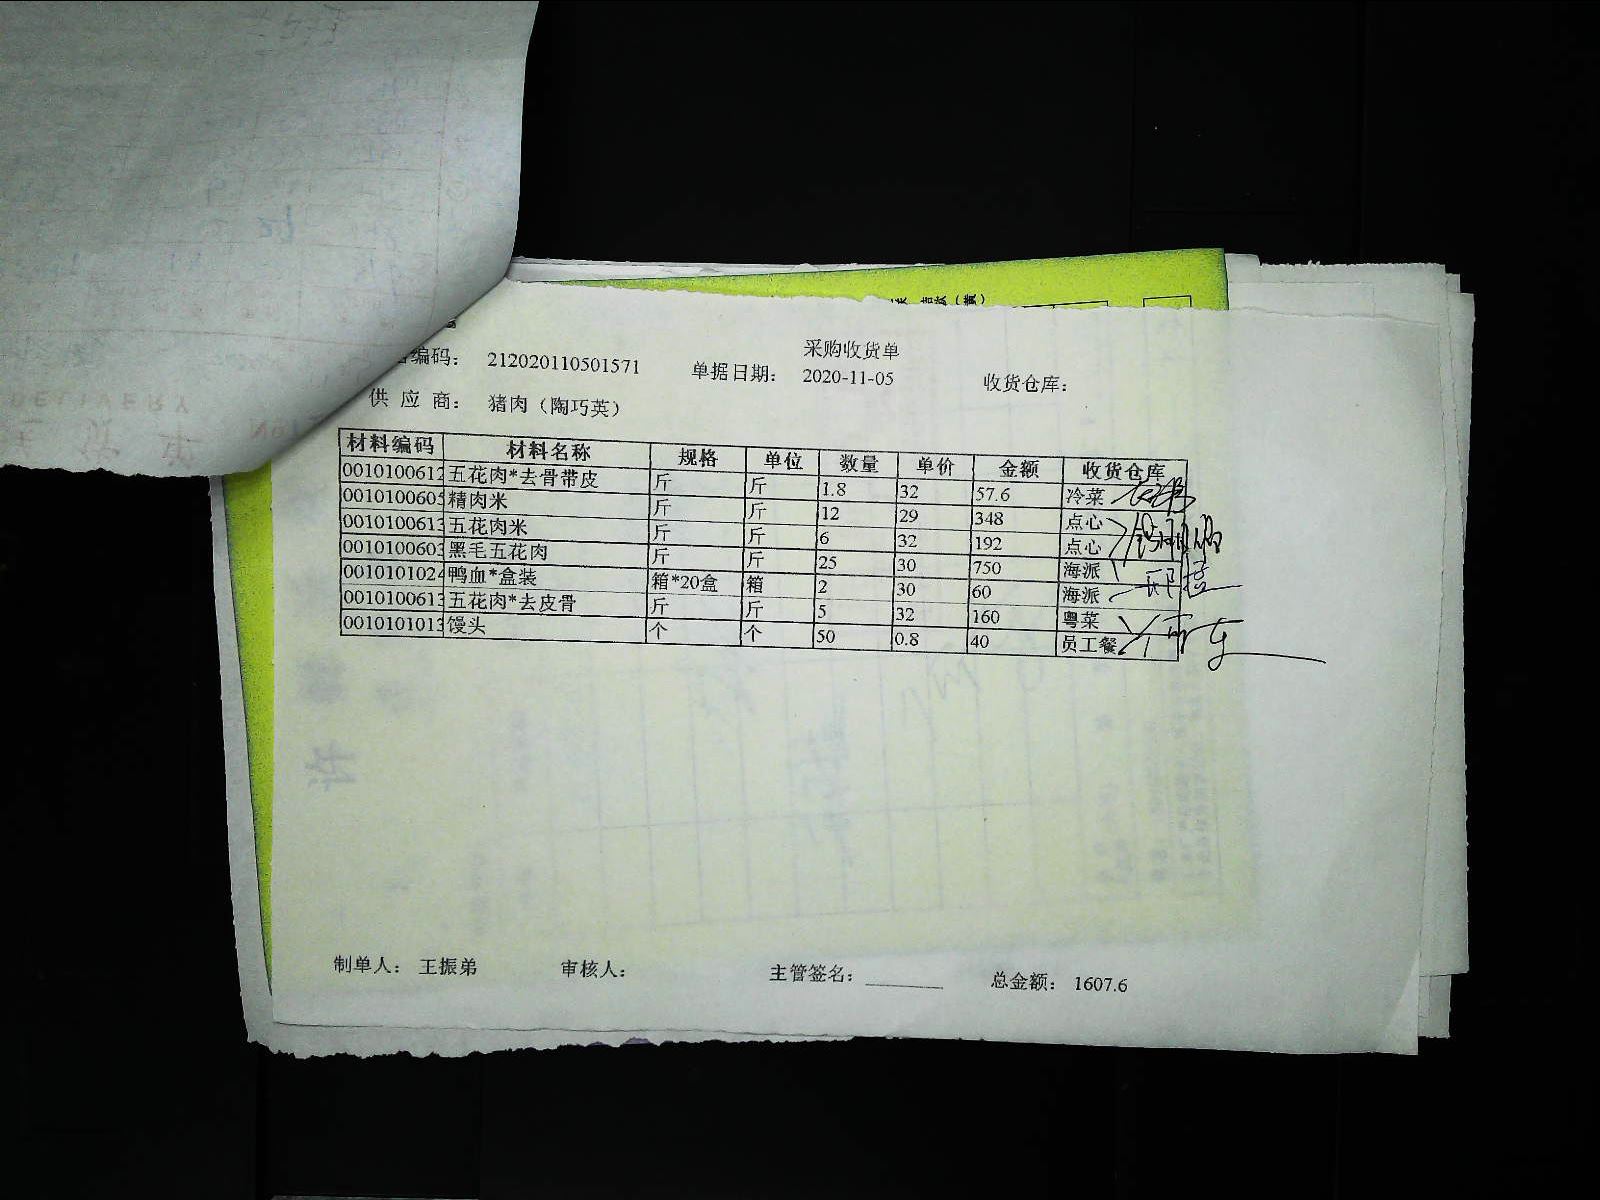 采购收货单
编码: 212020110501571 单据日期: 2020-11-05 收货仓库:
供 应 商: 猪肉（陶巧英）
材料编码 材料名称 规格 单位 数量 单价 金额 收货仓库
0010100612 五花肉*去骨带皮 斤 斤 1.8 32 57.6 冷菜
0010100605 精肉米 斤 斤 12 29 348 点心
0010100613 五花肉米 斤 斤 6 32 192 点心
0010100603 黑毛五花肉 斤 斤 25 30 750 海派
0010101024 鸭血*盒装 箱*20盒 箱 2 30 60 海派
0010100613 五花肉*去皮骨 斤 斤 5 32 160 粤菜
0010101013 馒头 个 个 50 0.8 40 员工餐
制单人: 王振弟 审核人: 主管签名: 总金额: 1607.6